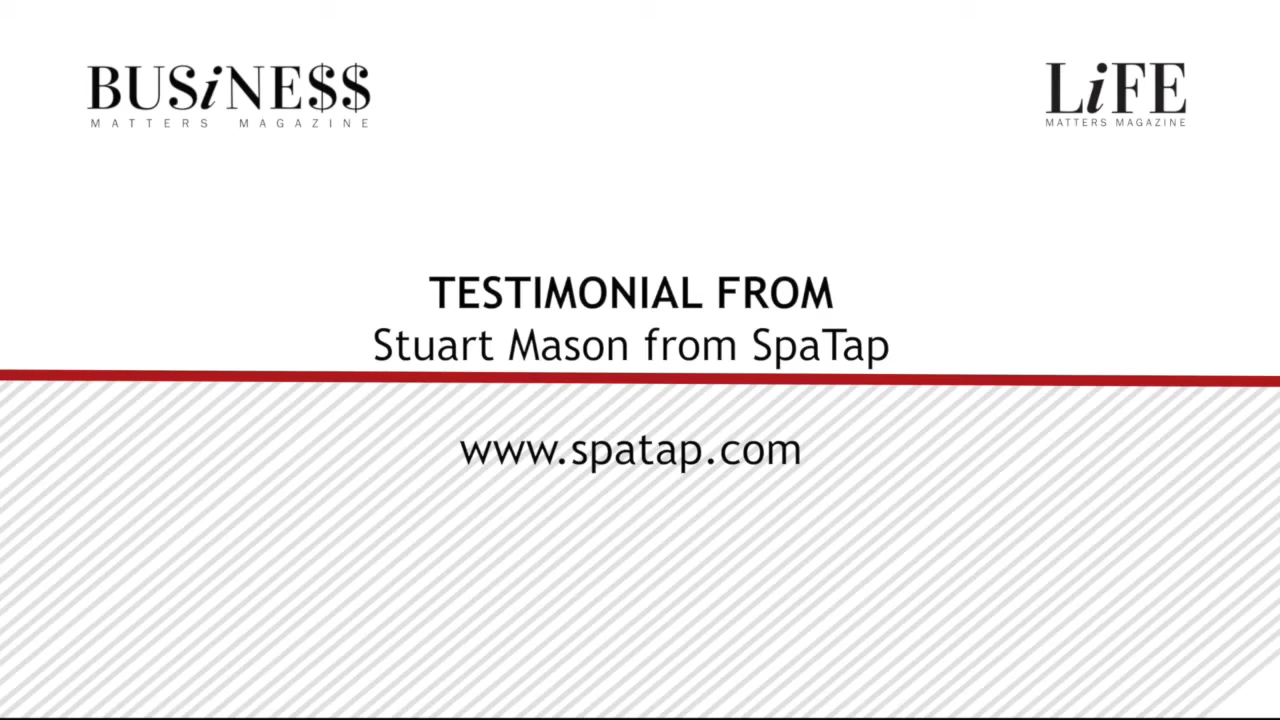 BUSiNE$$
MATTERS MAGAZINE
LiFE
MATTERS MAGAZINE
TESTIMONIAL FROM
Stuart Mason from SpaTap
www.spatap.com